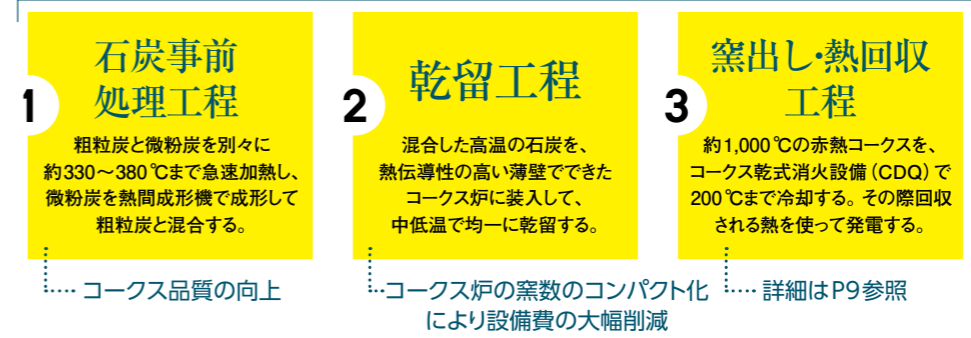 1
石炭事前
処理工程
粗粒炭と微粉炭を別々に
約330～380℃まで急速加熱し、
微粉炭を熱間成形機で成形して
粗粒炭と混合する。
コークス品質の向上
2
乾留工程
混合した高温の石炭を、
熱伝導性の高い薄壁でできた
コークス炉に装入して、
中低温で均一に乾留する。
コークス炉の窯数のコンパクト化
により設備費の大幅削減
3
窯出し・熱回収
工程
約1,000℃の赤熱コークスを、
コークス乾式消火設備（CDQ）で
200℃まで冷却する。その際回収
される熱を使って発電する。
詳細はP9参照